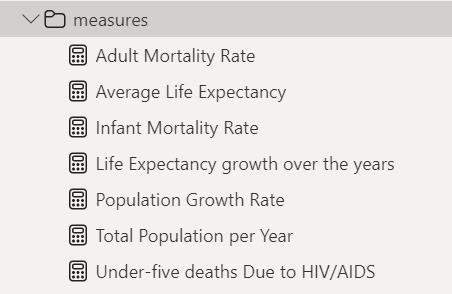 measures
Adult Mortality Rate
Average Life Expectancy
Infant Mortality Rate
Life Expectancy growth over the years
Population Growth Rate
Total Population per Year
Under-five deaths Due to HIV/AIDS